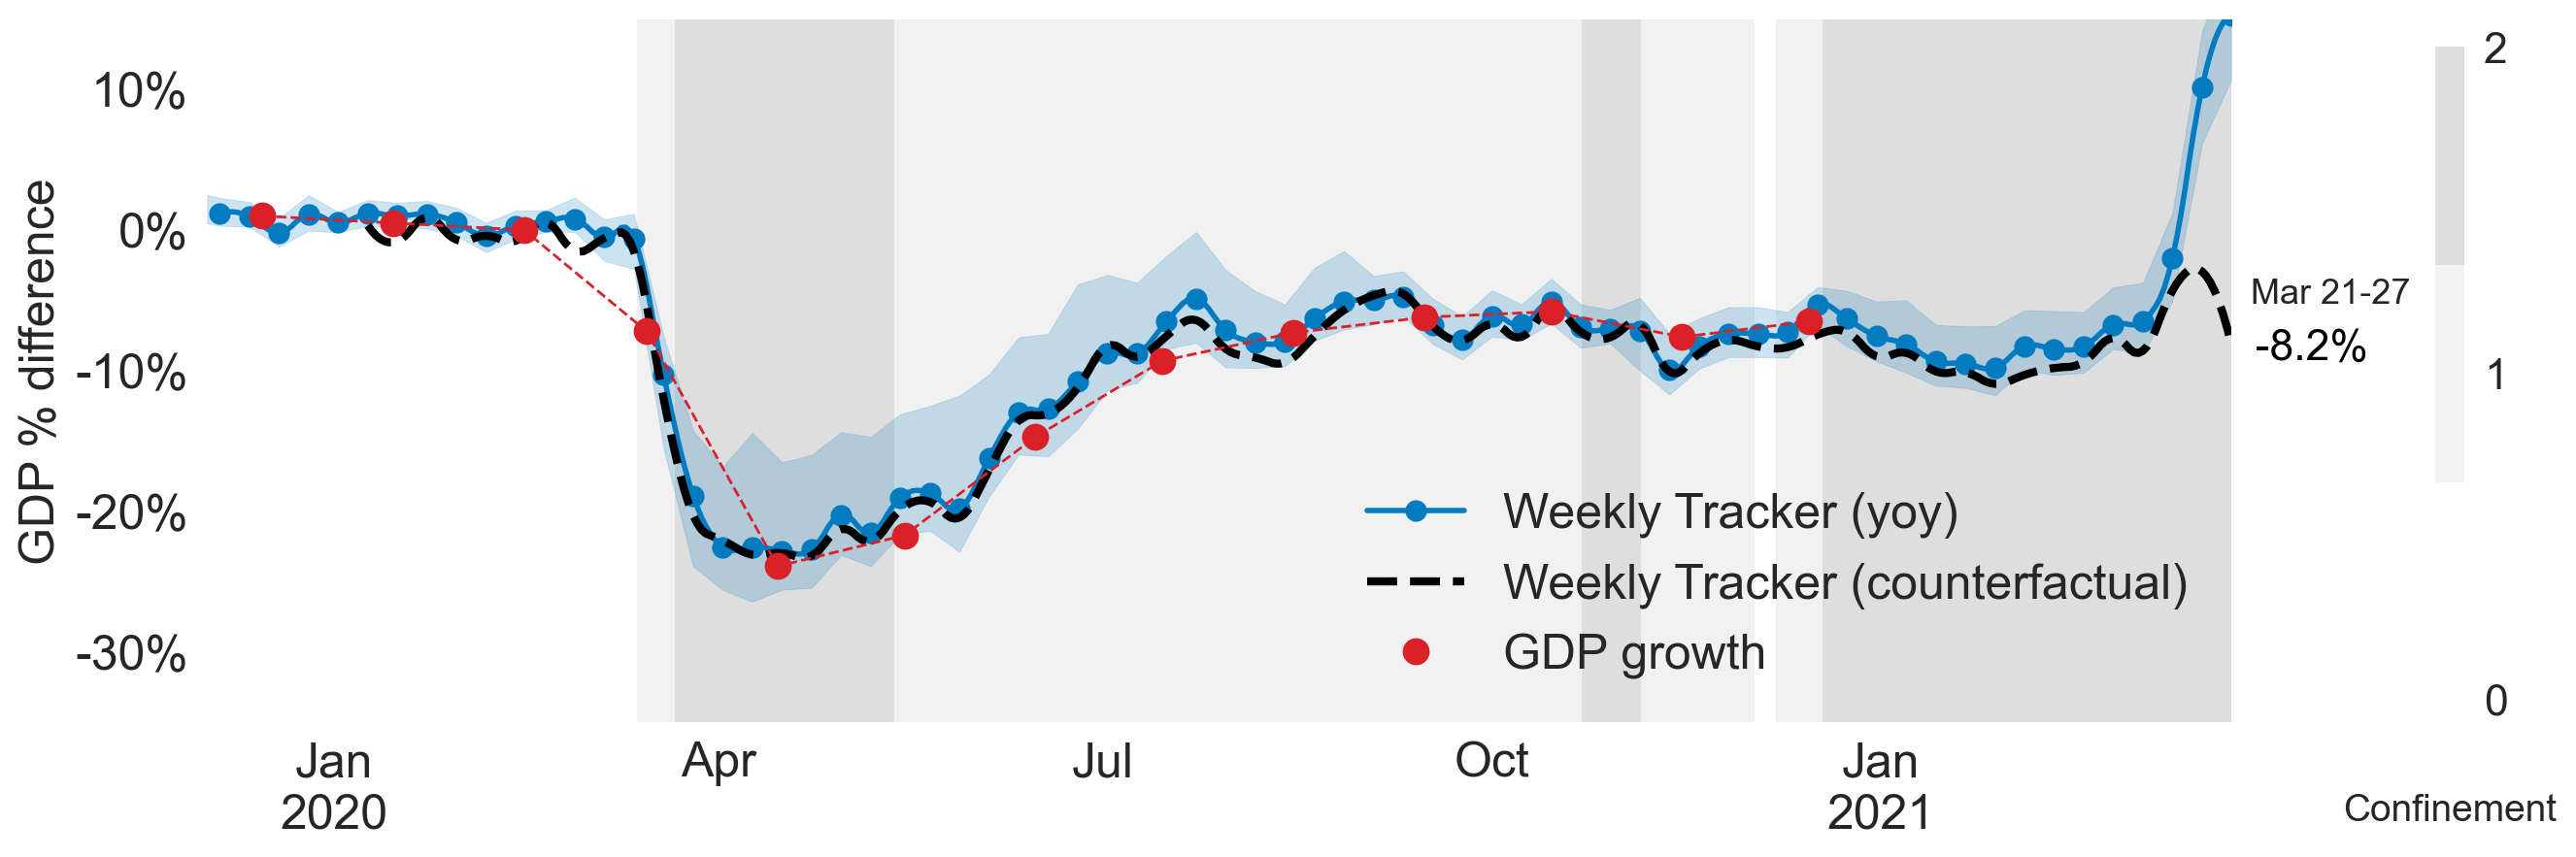 GDP % difference
10%
0%
-10%
-20%
-30%
Jan
2020
Apr
Jul
Oct
Jan
2021
Weekly Tracker (yoy)
Weekly Tracker (counterfactual)
GDP growth
Mar 21-27
-8.2%
2
1
0
Confinement